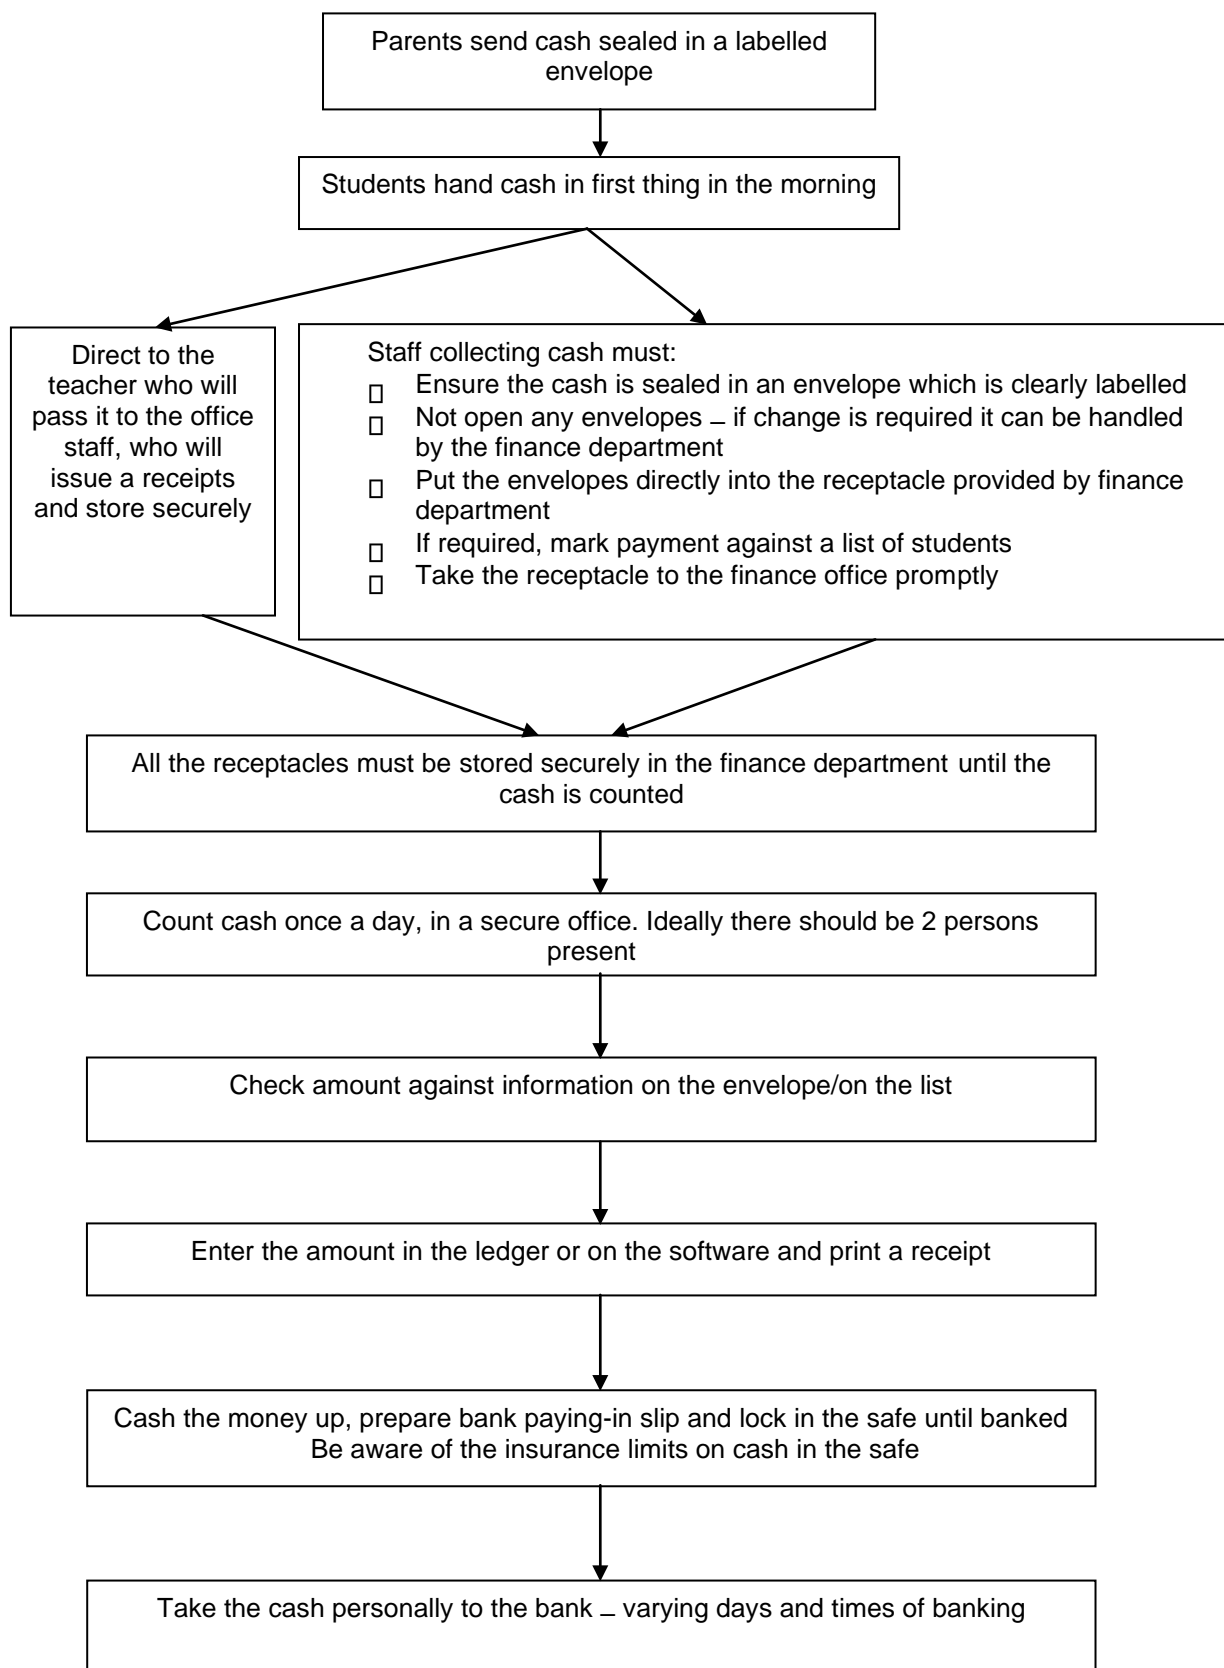 Parents send cash sealed in a labelled
envelope
Students hand cash in first thing in the morning
Direct to the
teacher who will
pass it to the office
staff, who will
issue a receipts
and store securely
Staff collecting cash must:
Ensure the cash is sealed in an envelope which is clearly labelled
Not open any envelopes – if change is required it can be handled
by the finance department
Put the envelopes directly into the receptacle provided by finance
department
If required, mark payment against a list of students
Take the receptacle to the finance office promptly
All the receptacles must be stored securely in the finance department until the
cash is counted
Count cash once a day, in a secure office. Ideally there should be 2 persons
present
Check amount against information on the envelope/on the list
Enter the amount in the ledger or on the software and print a receipt
Cash the money up, prepare bank paying-in slip and lock in the safe until banked
Be aware of the insurance limits on cash in the safe
Take the cash personally to the bank – varying days and times of banking